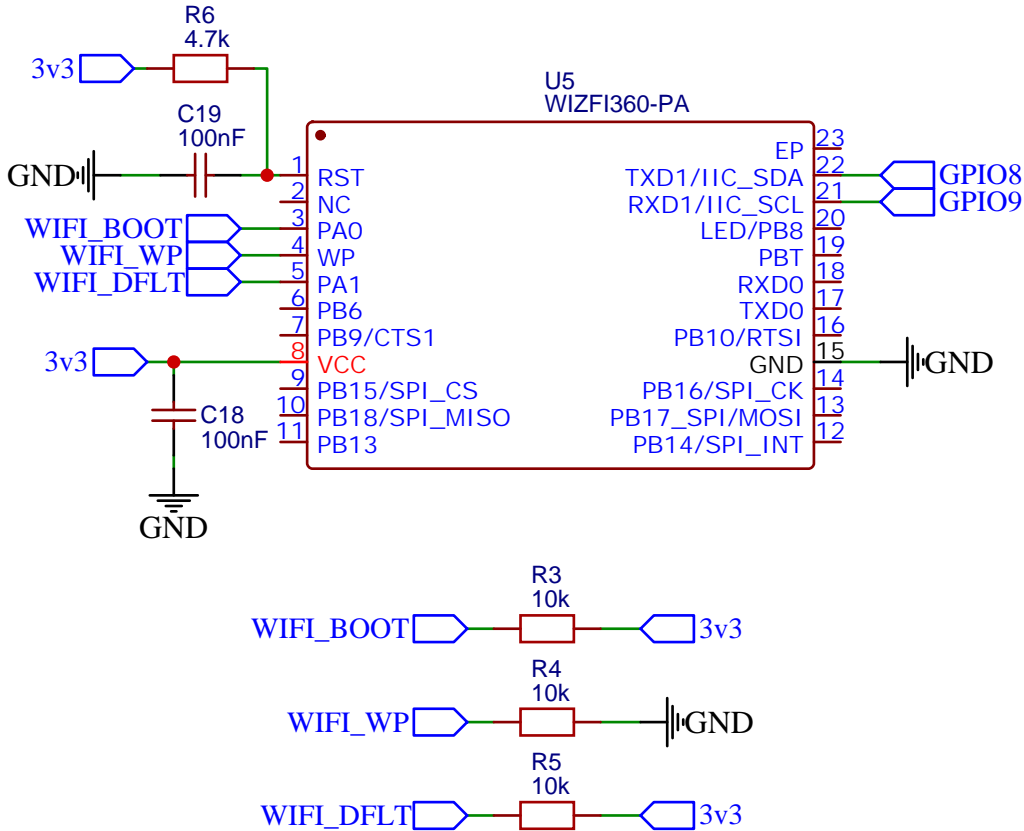 R6
4.7k
3v3
U5
WIZFI360-PA
C19
100nF
GND
1 RST
2 NC
WIFI_BOOT 3 PA0
WIFI_WP 4 WP
WIFI_DFLT 5 PA1
6 PB6
7 PB9/CTS1
3v3 8 VCC
9 PB15/SPI_CS
10 PB18/SPI_MISO
11 PB13
C18
100nF
GND
EP 23
TXD1/IIC_SDA 22 GPIO8
RXD1/IIC_SCL 21 GPIO9
LED/PB8 20
PBT 19
RXD0 18
TXD0 17
PB10/RTSI 16
GND 15 GND
PB16/SPI_CK 14
PB17_SPI/MOSI 13
PB14/SPI_INT 12
R3
10k
WIFI_BOOT 3v3
R4
10k
WIFI_WP GND
R5
10k
WIFI_DFLT 3v3